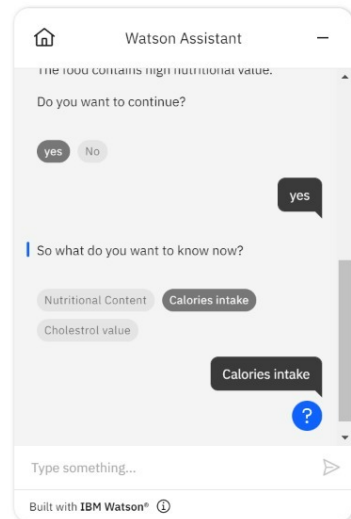 Watson Assistant
The food contains high nutritional value.
Do you want to continue?
yes No
yes
So what do you want to know now?
Nutritional Content Calories intake
Cholestrol value
Calories intake
?
Type something...
Built with IBM Watson®